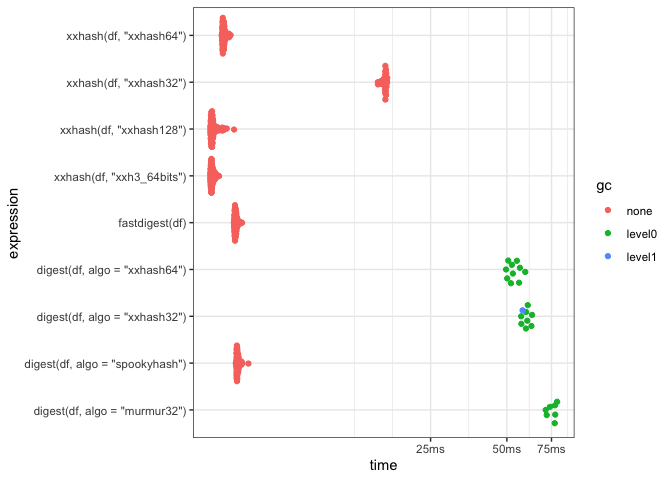 xxhash(df, "xxhash64")
xxhash(df, "xxhash32")
xxhash(df, "xxhash128")
xxhash(df, "xxh3_64bits")
fastdigest(df)
digest(df, algo = "xxhash64")
digest(df, algo = "xxhash32")
digest(df, algo = "spookyhash")
digest(df, algo = "murmur32")
expression
25ms 50ms 75ms
time
gc
none
level0
level1